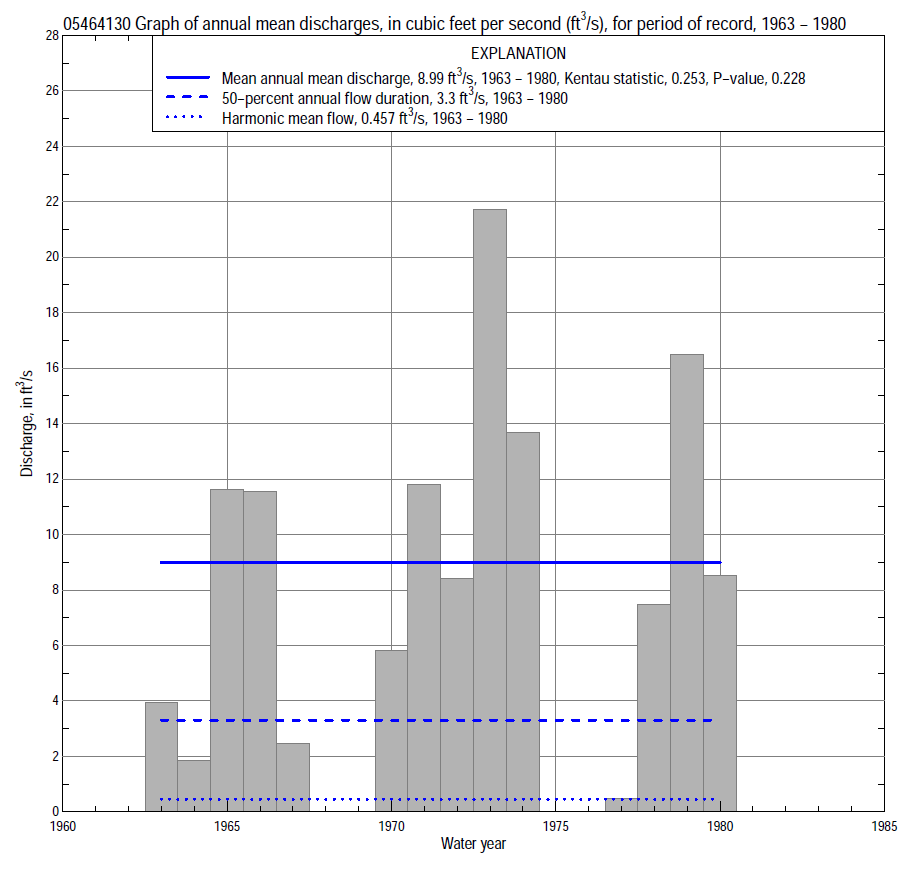 05464130 Graph of annual mean discharges, in cubic feet per second (ft³/s), for period of record, 1963 – 1980
EXPLANATION
Mean annual mean discharge, 8.99 ft³/s, 1963 – 1980, Kentau statistic, 0.253, P–value, 0.228
50–percent annual flow duration, 3.3 ft³/s, 1963 – 1980
Harmonic mean flow, 0.457 ft³/s, 1963 – 1980
28
26
24
22
20
18
16
14
12
10
8
6
4
2
0
Discharge, in ft³/s
1960 1965 1970 1975 1980 1985
Water year